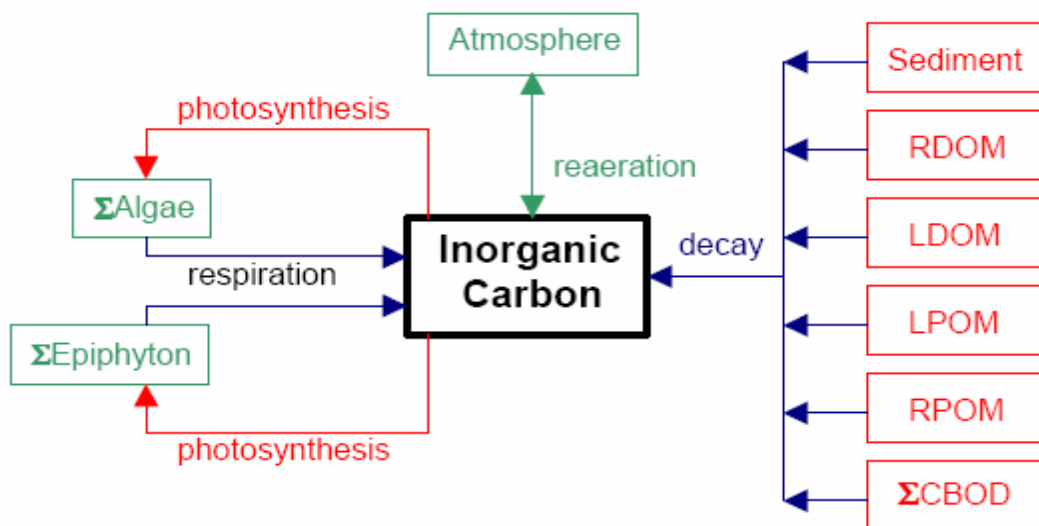 Atmosphere
Sediment
photosynthesis
RDOM
reaeration
ΣAlgae
LDOM
Inorganic
Carbon
decay
respiration
LPOM
ΣEpiphyton
RPOM
photosynthesis
ΣCBOD